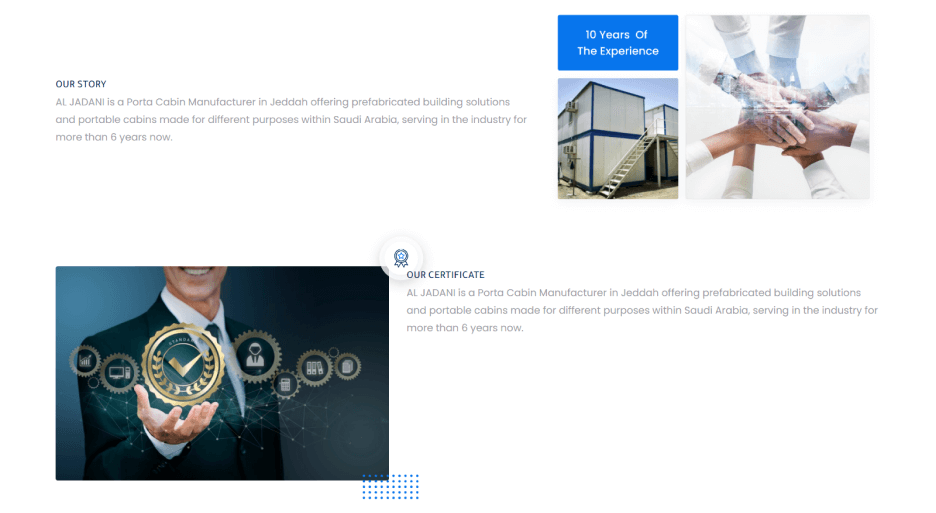 10 Years Of
The Experience
OUR STORY
AL JADANI is a Porta Cabin Manufacturer in Jeddah offering prefabricated building solutions
and portable cabins made for different purposes within Saudi Arabia, serving in the industry for
more than 6 years now.
OUR CERTIFICATE
AL JADANI is a Porta Cabin Manufacturer in Jeddah offering prefabricated building solutions
and portable cabins made for different purposes within Saudi Arabia, serving in the industry for
more than 6 years now.
STANDARD